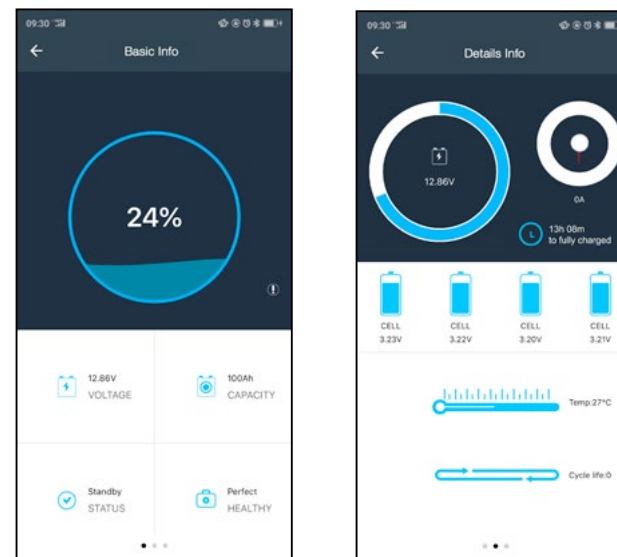 09:30
Basic Info
24%
12.86V
VOLTAGE
100Ah
CAPACITY
Standby
STATUS
Perfect
HEALTHY
09:30
Details Info
12.86V
0A
13h 08m
to fully charged
CELL
3.23V
CELL
3.22V
CELL
3.20V
CELL
3.21V
Temp:27°C
Cycle life:0